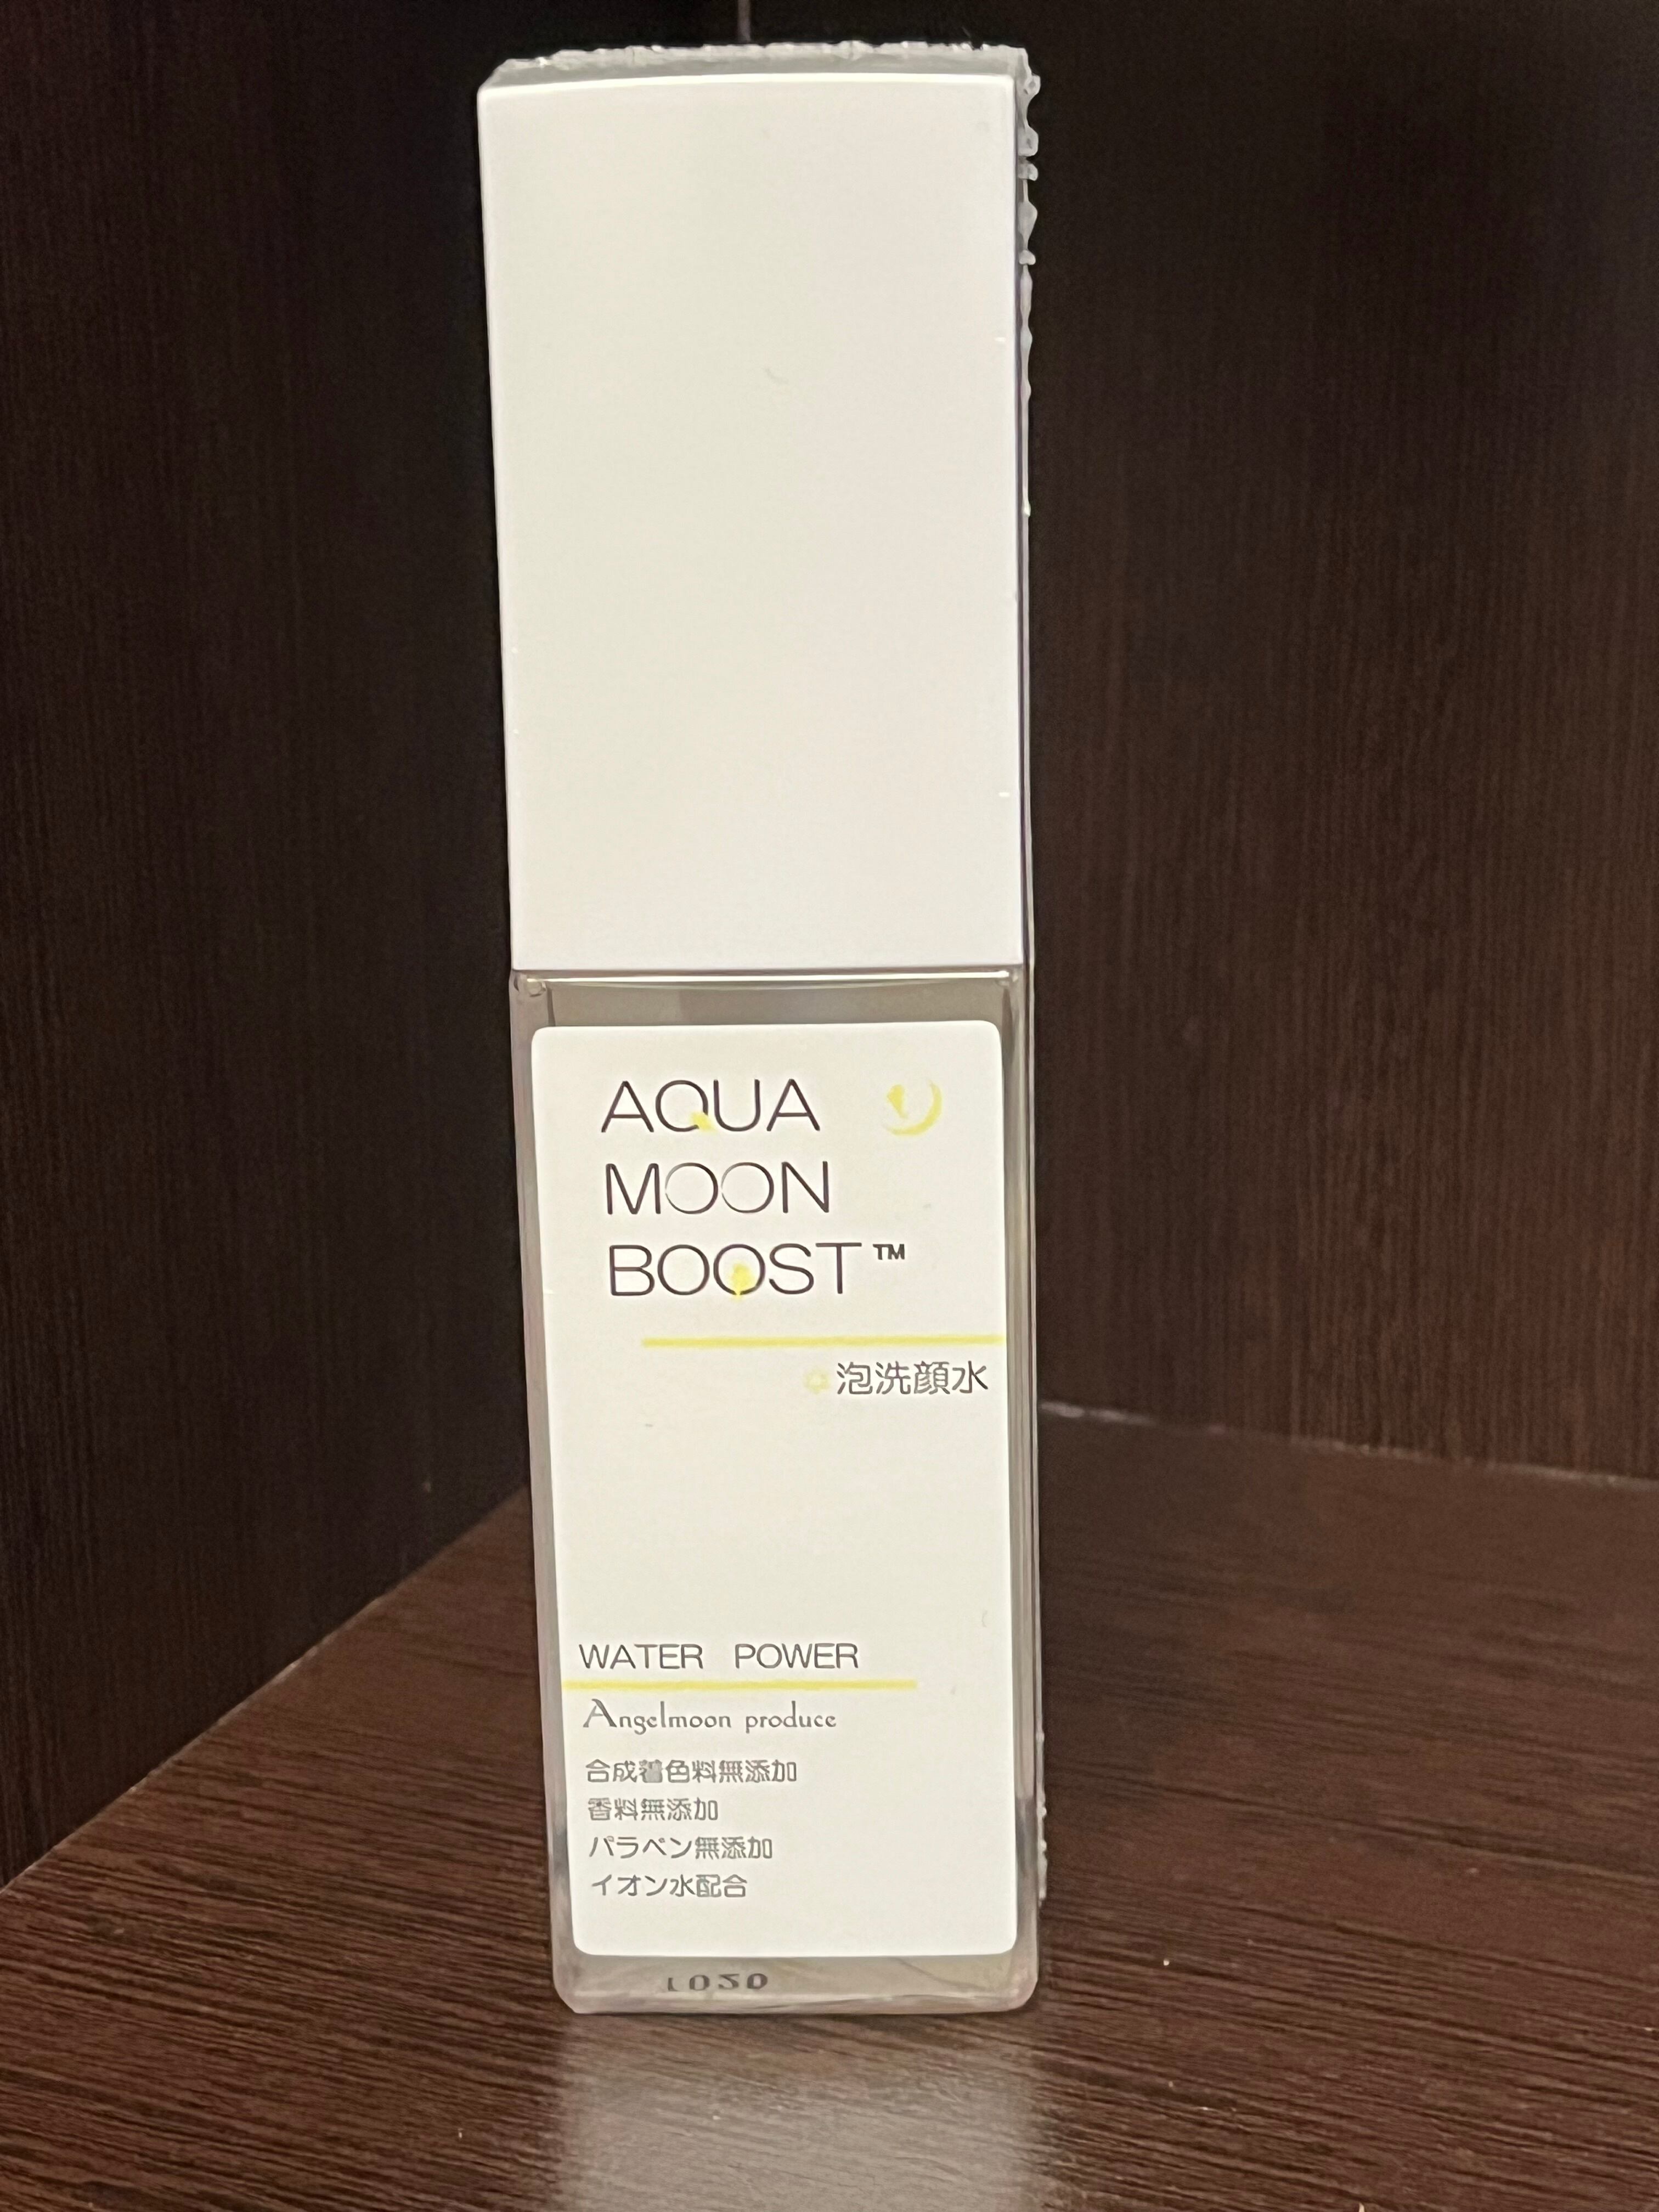 AQUA
MOON
BOOST™
泡洗顔水
WATER POWER
Angelmoon produce
合成着色料無添加
香料無添加
パラベン無添加
イオン水配合